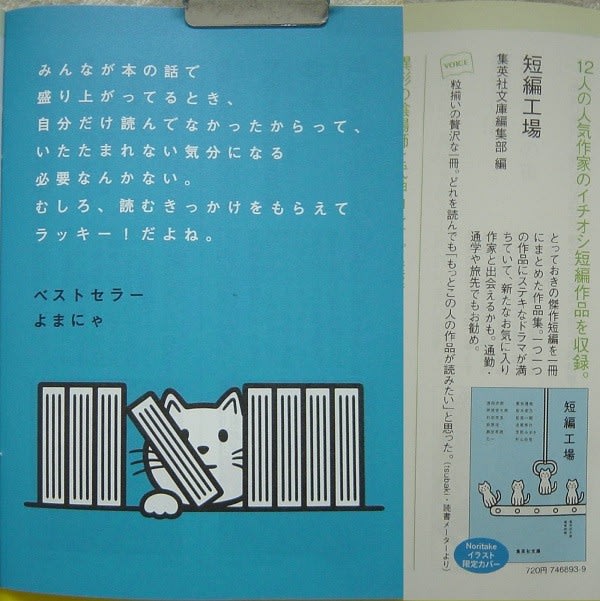 みんなが本の話で
盛り上がってるとき、
自分だけ読んでなかったからって、
いたたまれない気分になる
必要なんかない。
むしろ、読むきっかけをもらえて
ラッキー！だよね。
ベストセラー
よまにゃ
12人の人気作家のイチオシ短編作品を収録。
短編工場
集英社文庫編集部 編
とっておきの傑作短編を一冊
にまとめた作品集。一つ一つ
の作品にステキなドラマが満
ちていて、新たなお気に入り
作家と出会えるかも。通勤・
通学や旅先でもお勧め。
VOICE
粒揃いの贅沢な一冊。どれを読んでも「もっとこの人の作品が読みたい」と思った。(tsubaki.・読書メーターより)
短編工場
集英社文庫
Noritake
イラスト
限定カバー
720円 746893-9